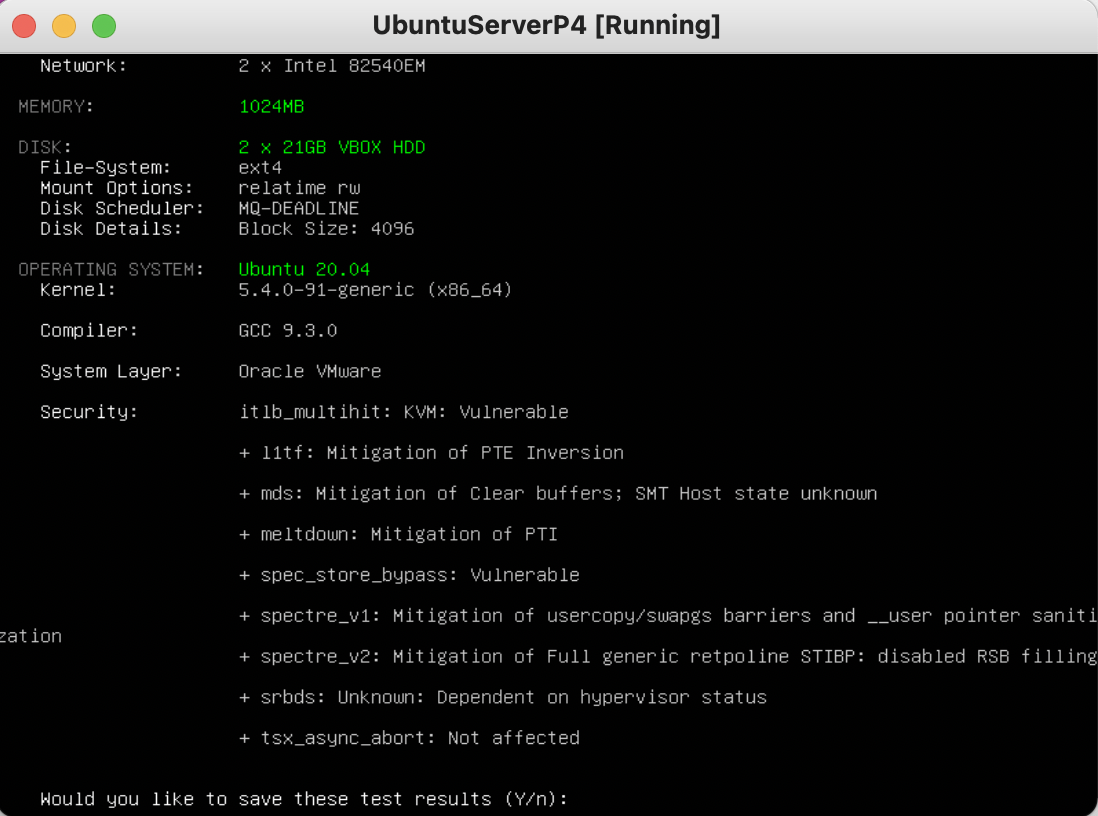 UbuntuServerP4 [Running]
Network: 2 x Intel 82540EM
MEMORY: 1024MB
DISK: 2 x 21GB VBOX HDD
File-System: ext4
Mount Options: relatime rw
Disk Scheduler: MQ-DEADLINE
Disk Details: Block Size: 4096
OPERATING SYSTEM: Ubuntu 20.04
Kernel: 5.4.0-91-generic (x86_64)
Compiler: GCC 9.3.0
System Layer: Oracle VMware
Security: itlb_multihit: KVM: Vulnerable
+ l1tf: Mitigation of PTE Inversion
+ mds: Mitigation of Clear buffers; SMT Host state unknown
+ meltdown: Mitigation of PTI
+ spec_store_bypass: Vulnerable
+ spectre_v1: Mitigation of usercopy/swapgs barriers and __user pointer saniti
zation
+ spectre_v2: Mitigation of Full generic retpoline STIBP: disabled RSB filling
+ srbds: Unknown: Dependent on hypervisor status
+ tsx_async_abort: Not affected
Would you like to save these test results (Y/n):